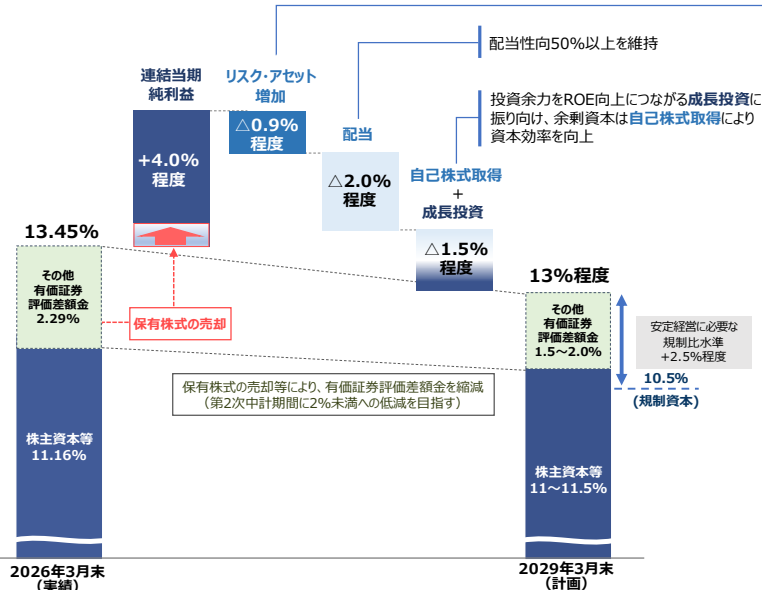 配当性向50%以上を維持
連結当期
純利益
リスク・アセット
増加
投資余力をROE向上につながる成長投資に
振り向け、余剰資本は自己株式取得により
資本効率を向上
+4.0%
程度
△0.9%
程度
配当
△2.0%
程度
自己株式取得
+
成長投資
△1.5%
程度
13.45%
その他
有価証券
評価差額金
2.29%
保有株式の売却
13%程度
その他
有価証券
評価差額金
1.5~2.0%
安定経営に必要な
規制比水準
+2.5%程度
10.5%
(規制資本)
保有株式の売却等により、有価証券評価差額金を縮減
(第2次中計期間に2%未満への低減を目指す)
株主資本等
11.16%
株主資本等
11~11.5%
2026年3月末
(実績)
2029年3月末
(計画)